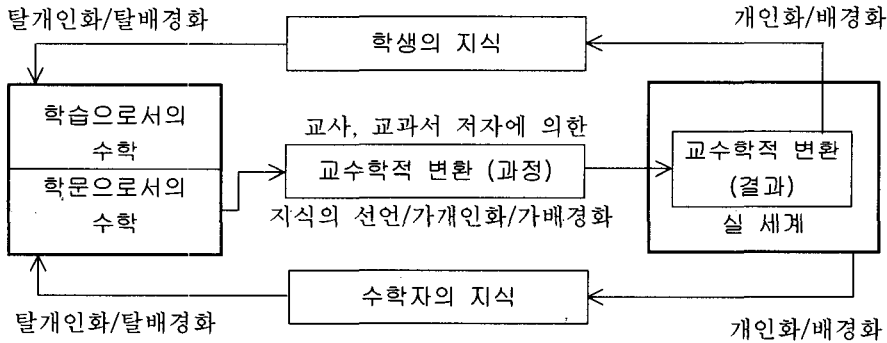 탈개인화/탈배경화
개인화/배경화
학생의 지식
학습으로서의
수학
학문으로서의
수학
교사, 교과서 저자에 의한
교수학적 변환 (과정)
지식의 선언/가개인화/가배경화
교수학적 변환
(결과)
실 세계
수학자의 지식
탈개인화/탈배경화
개인화/배경화